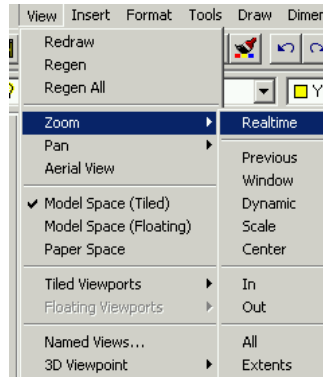 View Insert Format Tools Draw Dimen
Redraw
Regen
Regen All
Y
Zoom
Realtime
Pan
Aerial View
Previous
Window
Model Space (Tiled)
Dynamic
Model Space (Floating)
Scale
Paper Space
Center
Tiled Viewports
In
Floating Viewports
Out
Named Views...
All
3D Viewpoint
Extents